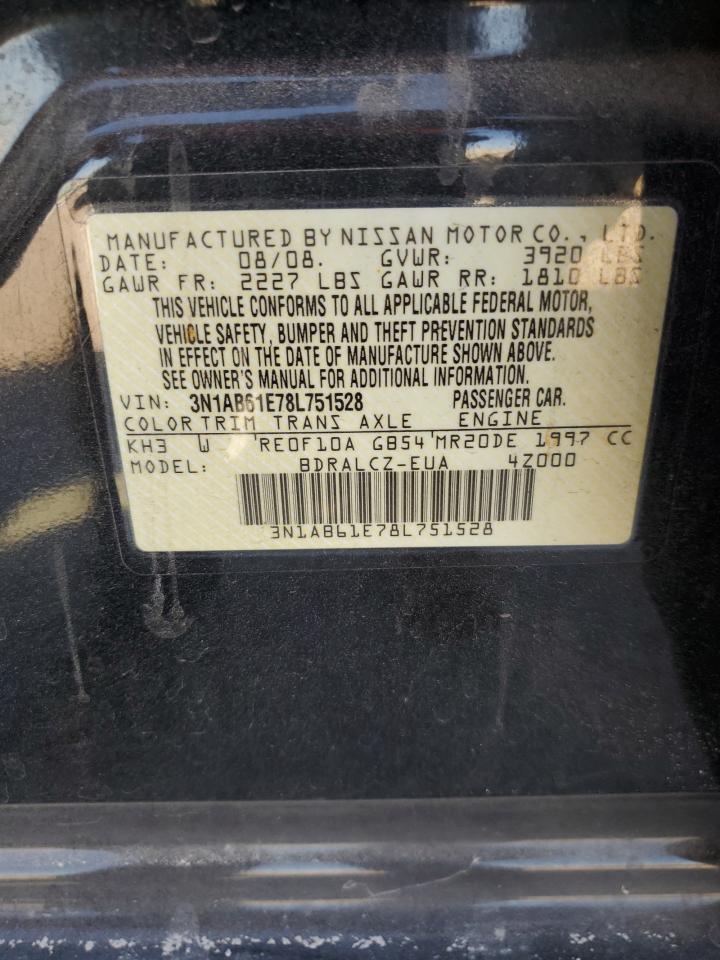 MANUFACTURED BY NISSAN MOTOR CO., LTD.
DATE: 08/08. GVWR: 3920 LBS
GAWR FR: 2227 LBS GAWR RR: 1810 LBS
THIS VEHICLE CONFORMS TO ALL APPLICABLE FEDERAL MOTOR,
VEHICLE SAFETY, BUMPER AND THEFT PREVENTION STANDARDS
IN EFFECT ON THE DATE OF MANUFACTURE SHOWN ABOVE.
SEE OWNER'S MANUAL FOR ADDITIONAL INFORMATION.
VIN: 3N1AB61E78L751528 PASSENGER CAR.
COLOR TRIM TRANS AXLE ENGINE
KH3 W RE0F10A GB54 MR20DE 1997 CC
MODEL: BDRALCZ-EUA 4Z000
3N1AB61E78L751528